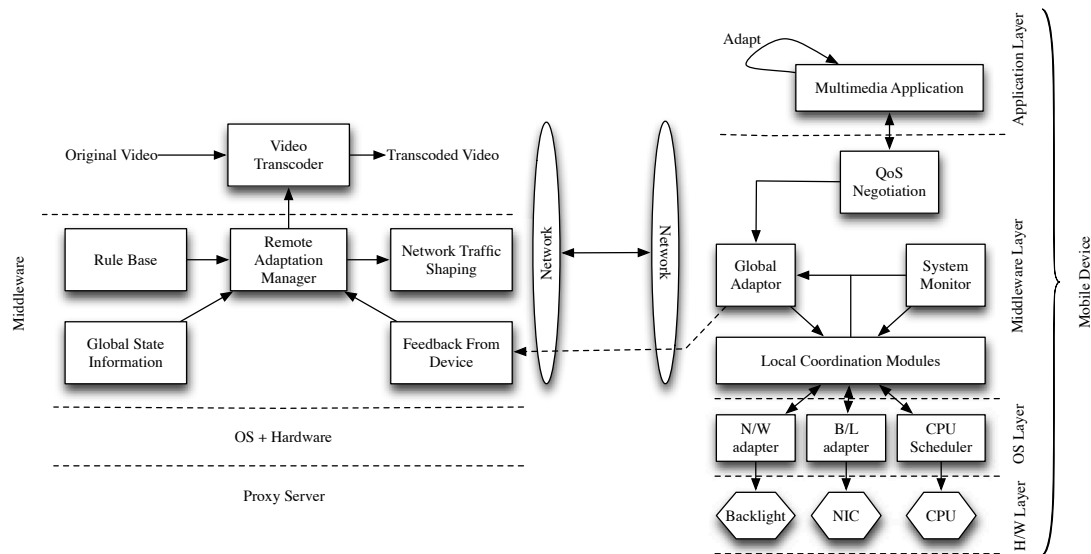 Original Video
Video
Transcoder
Transcoded Video
Middleware
Rule Base
Remote
Adaptation
Manager
Network Traffic
Shaping
Global State
Information
Feedback From
Device
OS + Hardware
Proxy Server
Network
Network
Adapt
Multimedia Application
QoS
Negotiation
Global
Adaptor
System
Monitor
Local Coordination Modules
N/W
adapter
B/L
adapter
CPU
Scheduler
Backlight
NIC
CPU
Application Layer
Middleware Layer
OS Layer
H/W Layer
Mobile Device